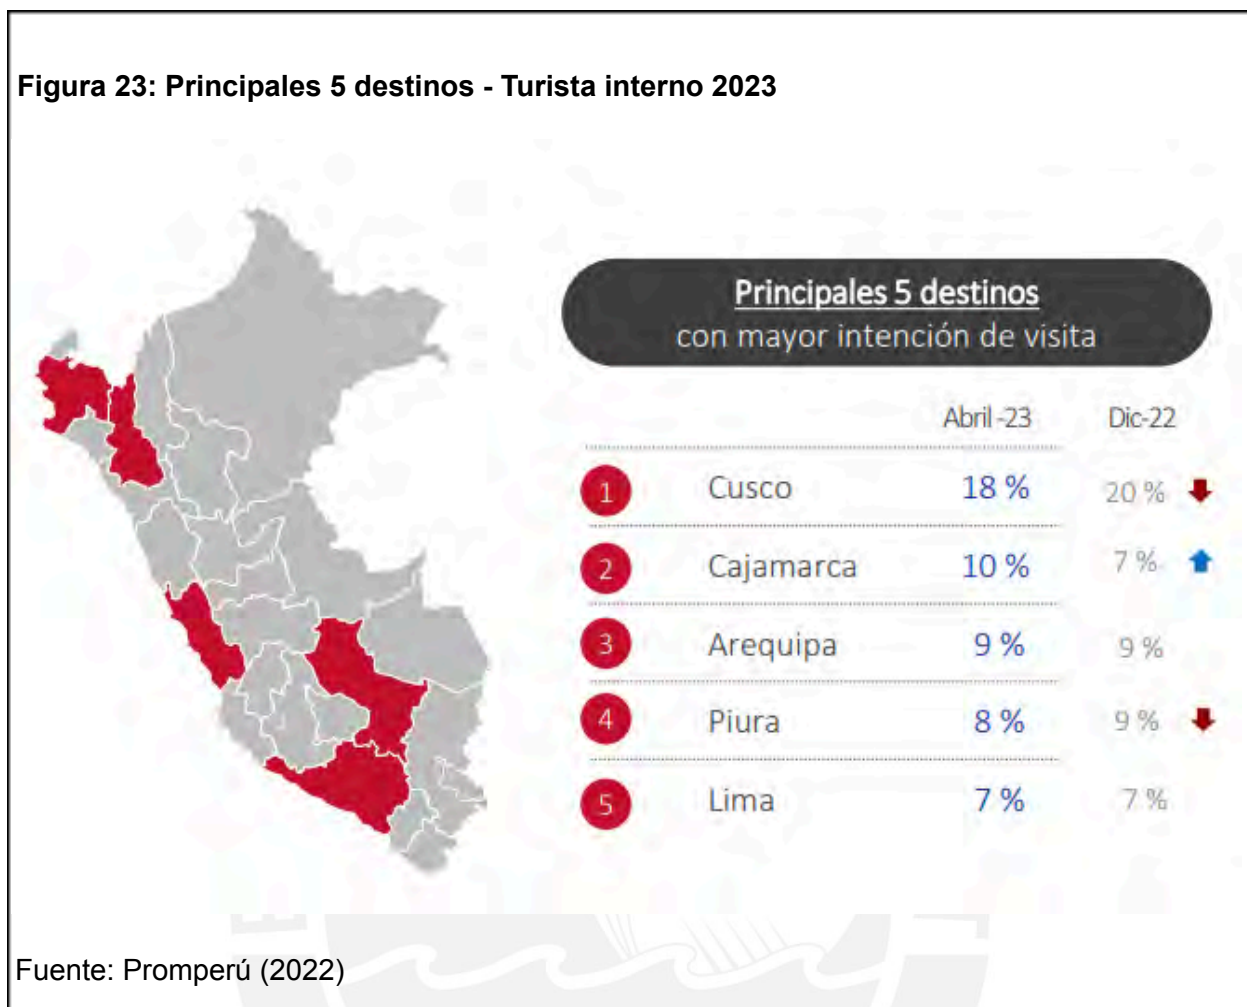 Figura 23: Principales 5 destinos - Turista interno 2023
Principales 5 destinos
con mayor intención de visita
Abril -23 Dic-22
1 Cusco 18 % 20 %
2 Cajamarca 10 % 7 %
3 Arequipa 9 % 9 %
4 Piura 8 % 9 %
5 Lima 7 % 7 %
Fuente: Promperú (2022)